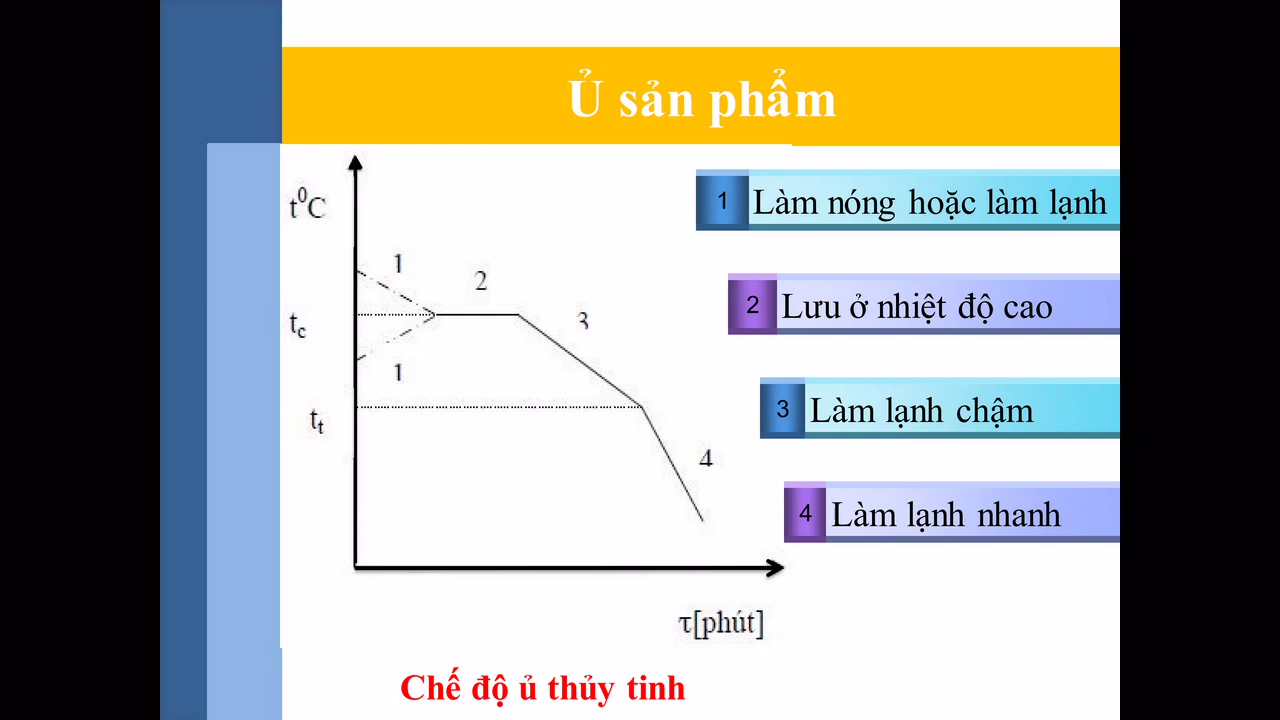 Ủ sản phẩm
t⁰C
1
2
tc
3
1
tt
4
τ[phút]
1 Làm nóng hoặc làm lạnh
2 Lưu ở nhiệt độ cao
3 Làm lạnh chậm
4 Làm lạnh nhanh
Chế độ ủ thủy tinh